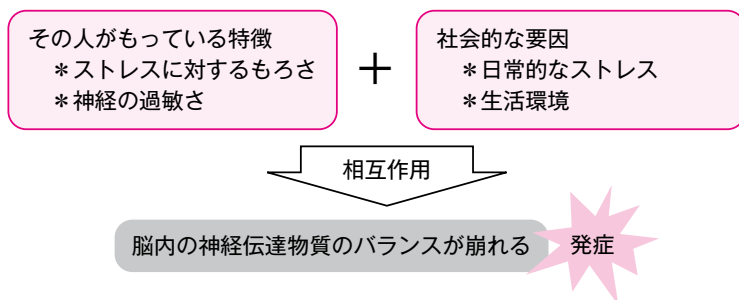 その人がもっている特徴
＊ストレスに対するもろさ
＊神経の過敏さ
＋
社会的な要因
＊日常的なストレス
＊生活環境
相互作用
脳内の神経伝達物質のバランスが崩れる
発症